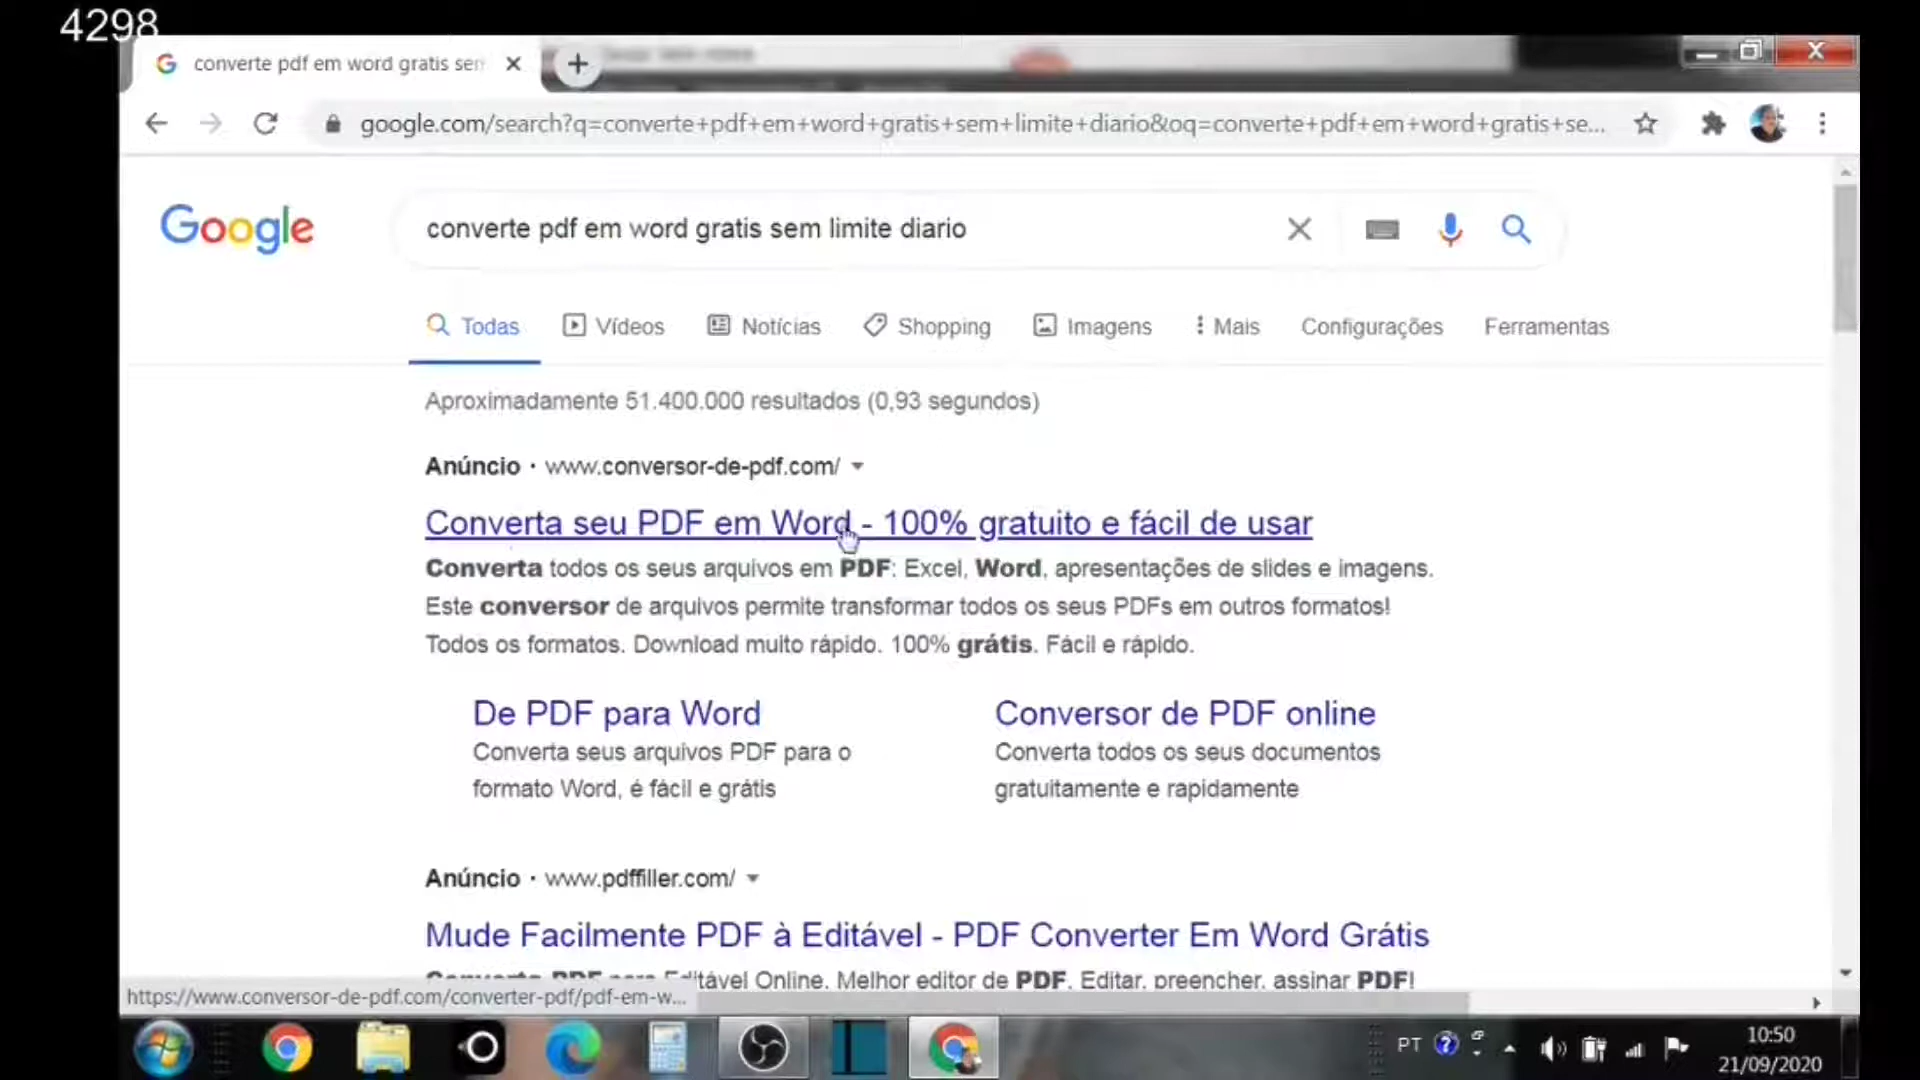 4298
converte pdf em word gratis sen
google.com/search?q=converte+pdf+em+word+gratis+sem+limite+diario&oq=converte+pdf+em+word+gratis+se...
Google
converte pdf em word gratis sem limite diario
Todas
Vídeos
Notícias
Shopping
Imagens
Mais
Configurações
Ferramentas
Aproximadamente 51.400.000 resultados (0,93 segundos)
Anúncio · www.conversor-de-pdf.com/
Converta seu PDF em Word - 100% gratuito e fácil de usar
Converta todos os seus arquivos em PDF: Excel, Word, apresentações de slides e imagens.
Este conversor de arquivos permite transformar todos os seus PDFs em outros formatos!
Todos os formatos. Download muito rápido. 100% grátis. Fácil e rápido.
De PDF para Word
Converta seus arquivos PDF para o
formato Word, é fácil e grátis
Conversor de PDF online
Converta todos os seus documentos
gratuitamente e rapidamente
Anúncio · www.pdffiller.com/
Mude Facilmente PDF à Editável - PDF Converter Em Word Grátis
Editável Online. Melhor editor de PDF. Editar, preencher, assinar PDF!
https://www.conversor-de-pdf.com/converter-pdf/pdf-em-w...
PT
10:50
21/09/2020